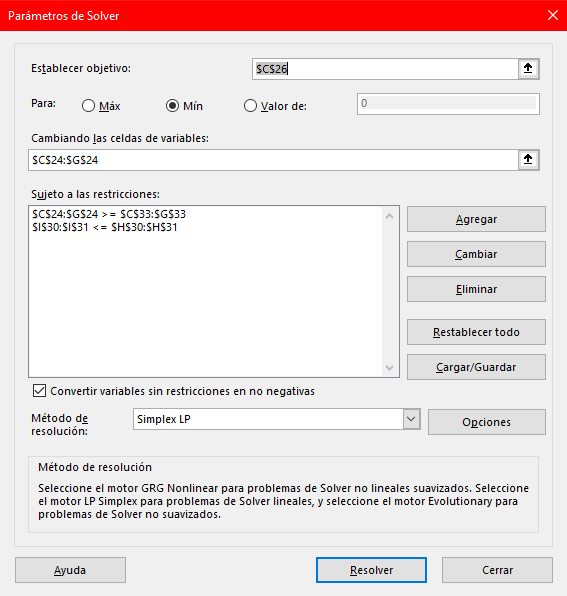 Parámetros de Solver
Establecer objetivo: $C$26
Para: Máx Mín Valor de: 0
Cambiando las celdas de variables:
$C$24:$G$24
Sujeto a las restricciones:
$C$24:$G$24 >= $C$33:$G$33
$I$30:$I$31 <= $H$30:$H$31
Agregar
Cambiar
Eliminar
Restablecer todo
Cargar/Guardar
Convertir variables sin restricciones en no negativas
Método de
resolución:
Simplex LP
Opciones
Método de resolución
Seleccione el motor GRG Nonlinear para problemas de Solver no lineales suavizados. Seleccione
el motor LP Simplex para problemas de Solver lineales, y seleccione el motor Evolutionary para
problemas de Solver no suavizados.
Ayuda Resolver Cerrar